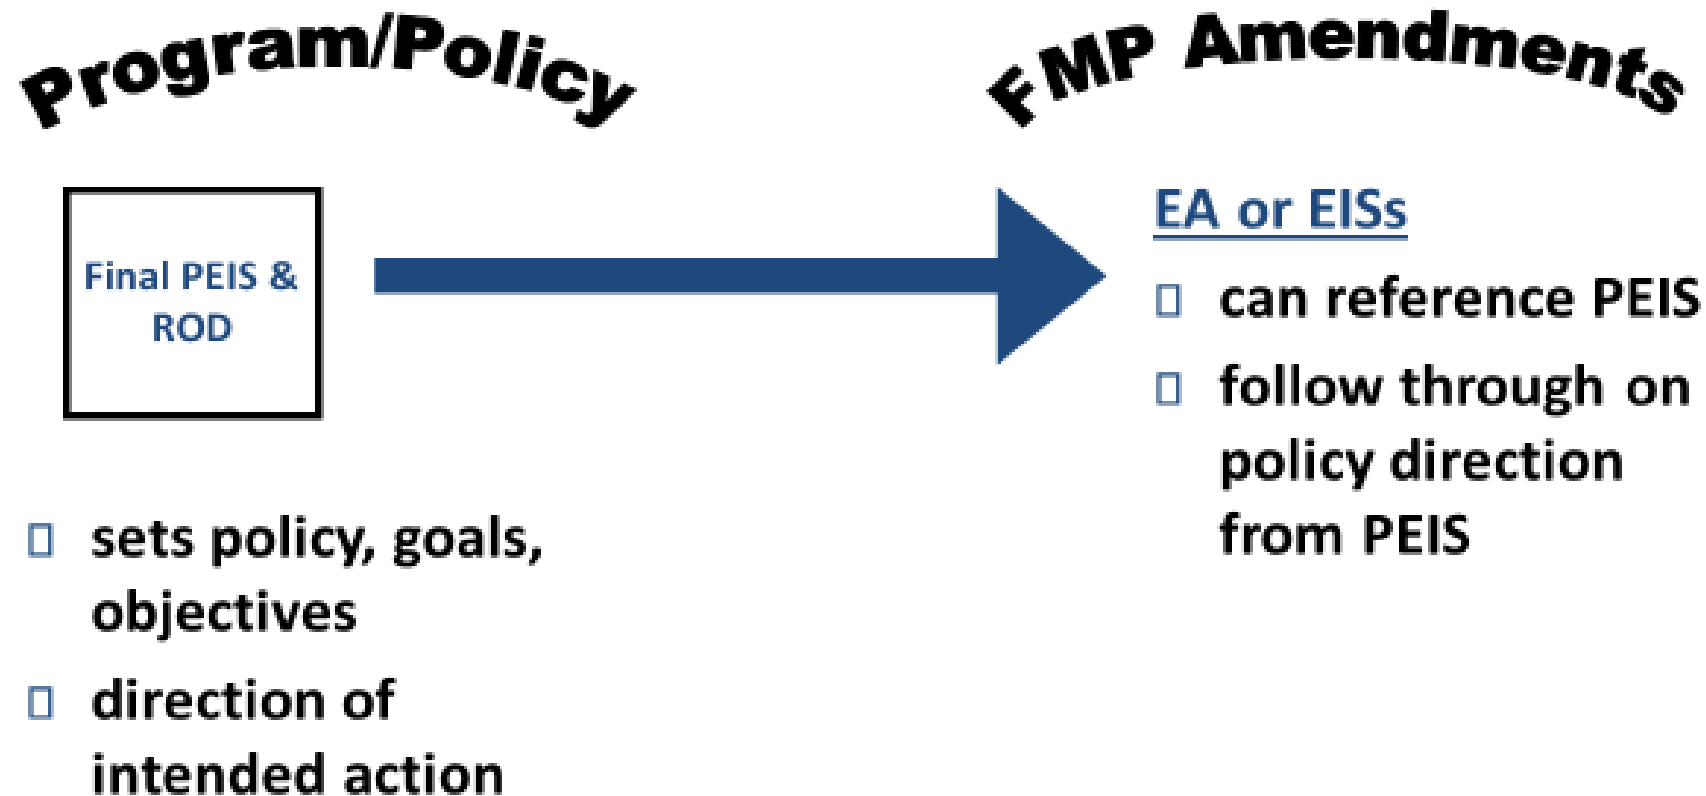 Program/Policy
Final PEIS &
ROD
sets policy, goals,
objectives
direction of
intended action
FMP Amendments
EA or EISs
can reference PEIS
follow through on
policy direction
from PEIS